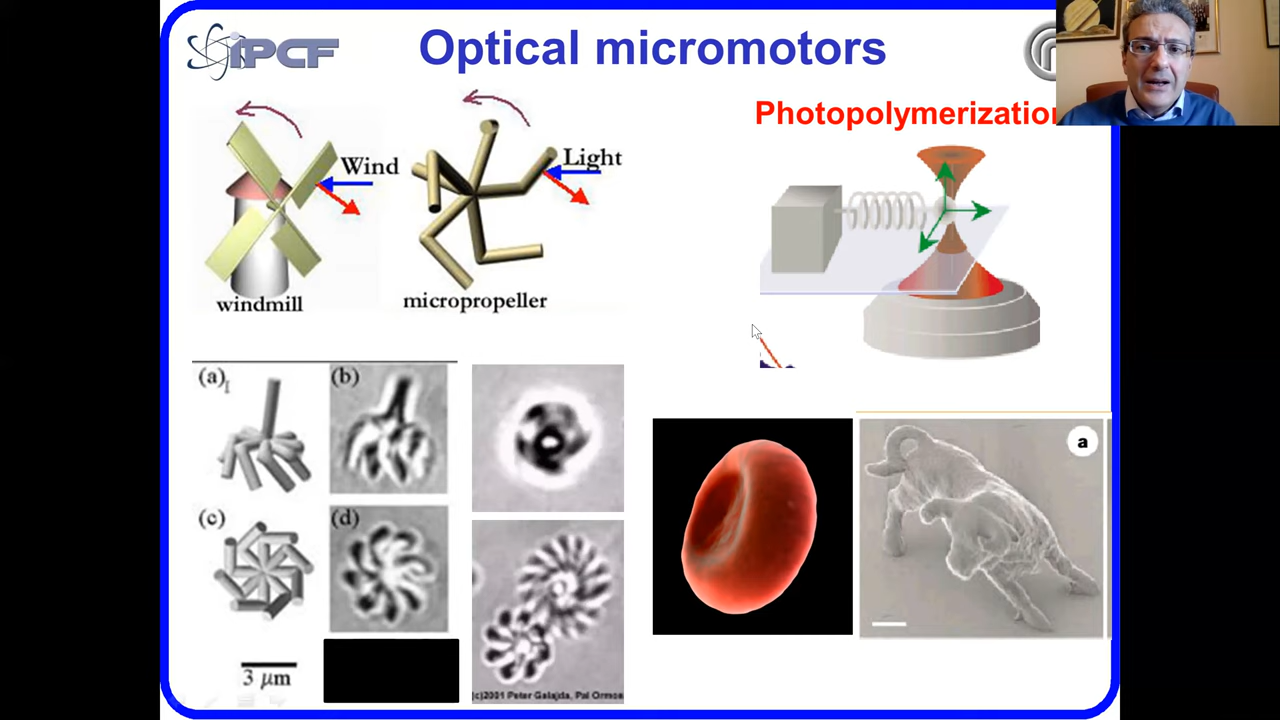 iPCF
Optical micromotors
Photopolymerization
Wind
Light
windmill
micropropeller
(a)
(b)
(c)
(d)
3 μm
(c)2001 Peter Galajda, Pal Ormos
a